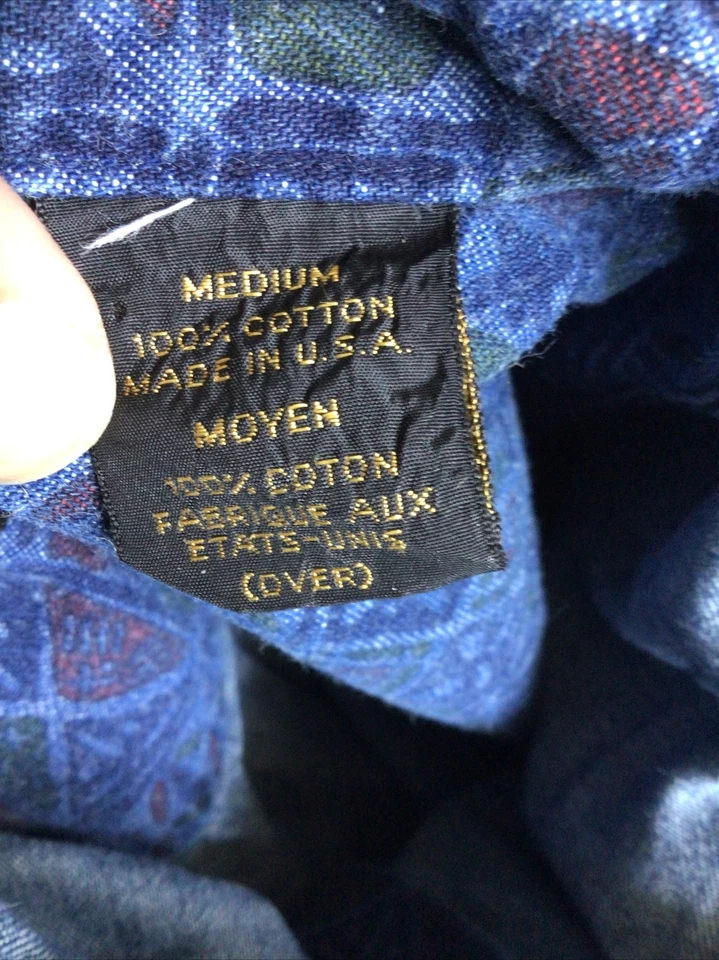 MEDIUM
100% COTTON
MADE IN U.S.A.
MOYEN
100% COTON
FABRIQUE AUX
ETATS-UNIS
(OVER)